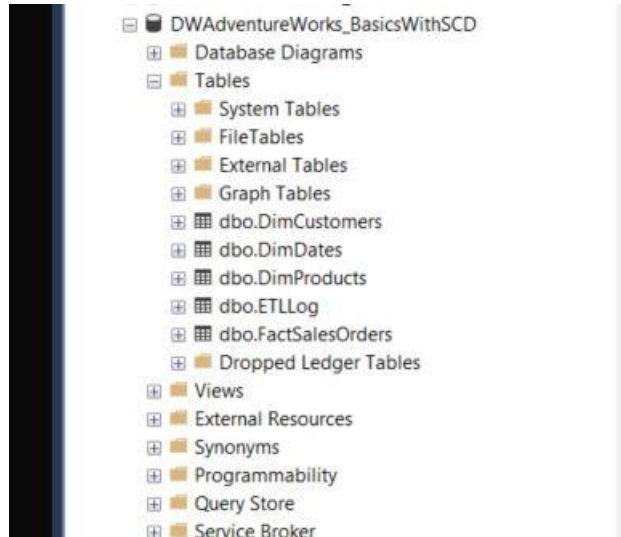 DWAdventureWorks_BasicsWithSCD
Database Diagrams
Tables
System Tables
FileTables
External Tables
Graph Tables
dbo.DimCustomers
dbo.DimDates
dbo.DimProducts
dbo.ETLLog
dbo.FactSalesOrders
Dropped Ledger Tables
Views
External Resources
Synonyms
Programmability
Query Store
Service Broker